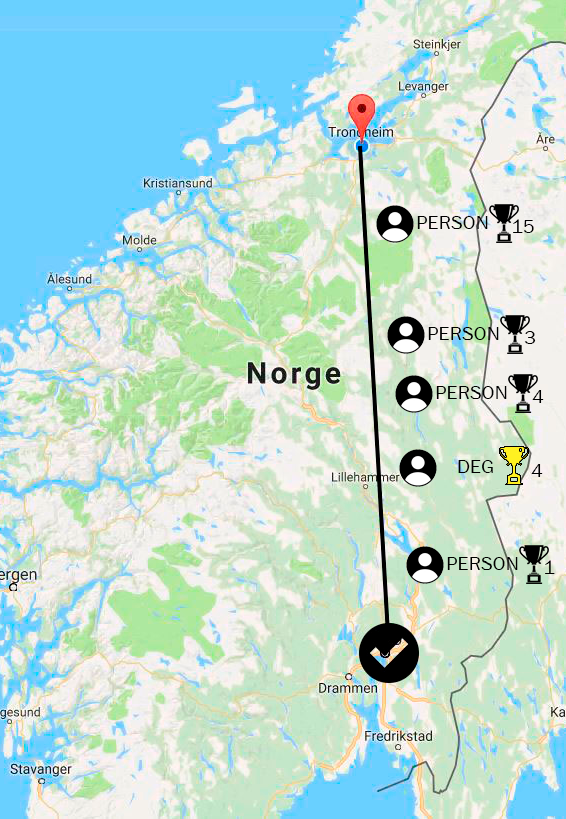 Steinkjer
Levanger
Trondheim
Åre
Kristiansund
PERSON 15
Molde
Ålesund
PERSON 3
Norge
PERSON 4
DEG 4
Lillehammer
PERSON 1
ergen
Drammen
gesund
Ka
Fredrikstad
Stavanger